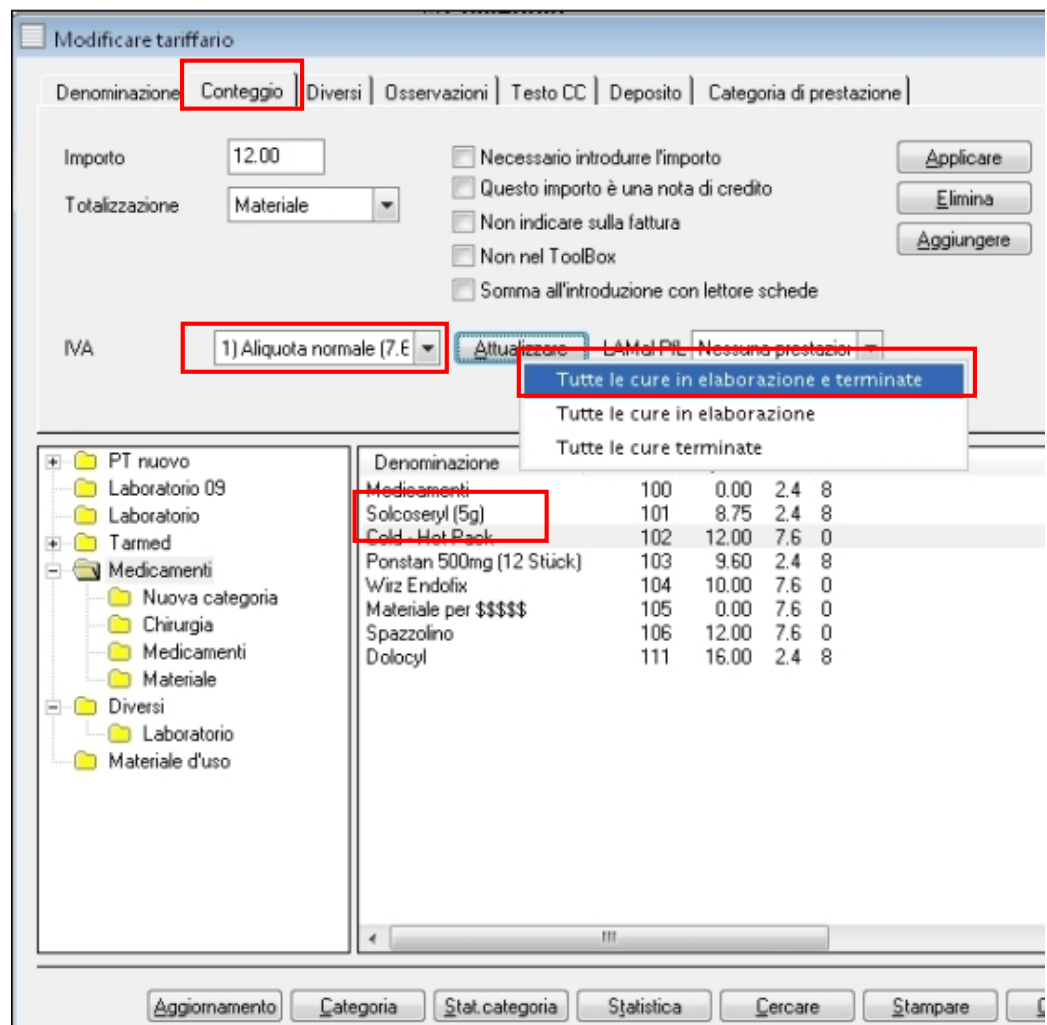 Modificare tariffario
Denominazione Conteggio Diversi Osservazioni Testo CC Deposito Categoria di prestazione
Importo 12.00 Necessario introdurre l'importo Applicare
Questo importo è una nota di credito Elimina
Totalizzazione Materiale
Non indicare sulla fattura
Aggiungere
Non nel ToolBox
Somma all'introduzione con lettore schede
IVA 1) Aliquota normale (7.6 Attualizzare LAMal PfL Nessuna prestazion
Tutte le cure in elaborazione e terminate
Tutte le cure in elaborazione
Tutte le cure terminate
PT nuovo
Laboratorio 09
Laboratorio
Tarmed
Medicamenti
Nuova categoria
Chirurgia
Medicamenti
Materiale
Diversi
Laboratorio
Materiale d'uso
Denominazione
Medicamenti 100 0.00 2.4 8
Solcoseryl (5g) 101 8.75 2.4 8
Cold - Hot Pack 102 12.00 7.6 0
Ponstan 500mg (12 Stück) 103 9.60 2.4 8
Wirz Endofix 104 10.00 7.6 0
Materiale per $$$$$ 105 0.00 7.6 0
Spazzolino 106 12.00 7.6 0
Dolocyl 111 16.00 2.4 8
Aggiornamento Categoria Stat.categoria Statistica Cercare Stampare